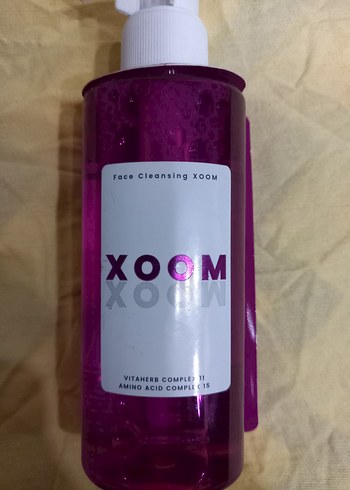 Face Cleansing XOOM
XOOM
VITAHERB COMPLEX 11
AMINO ACID COMPLEX 15